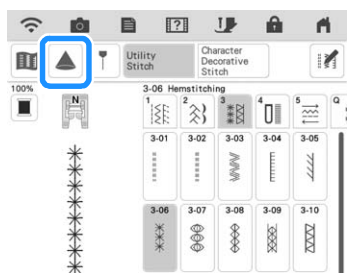 ?
Utility
Stitch
Character
Decorative
Stitch
100%
3-06 Hemstitching
N
1 2 3 4 5 Q
3-01 3-02 3-03 3-04 3-05
3-06 3-07 3-08 3-09 3-10